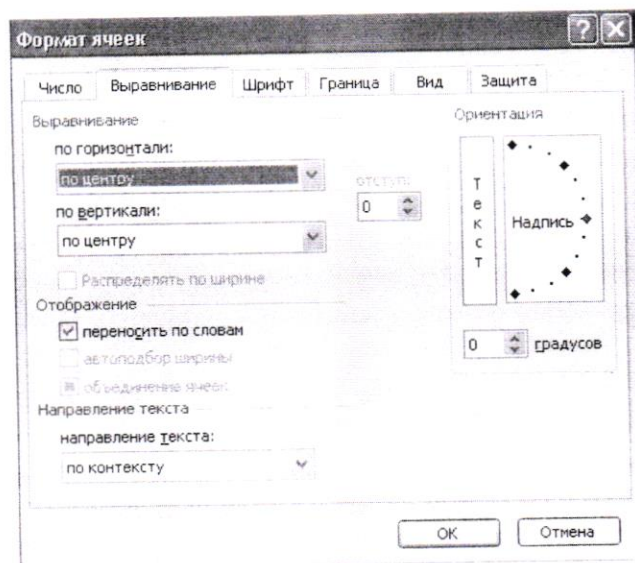 Формат ячеек
Число Выравнивание Шрифт Граница Вид Защита
Выравнивание
по горизонтали:
по центру
отступ:
0
по вертикали:
по центру
Распределять по ширине
Отображение
переносить по словам
автоподбор ширины
объединение ячеек
Направление текста
направление текста:
по контексту
Ориентация
Текст
Надпись
0 градусов
ОК Отмена